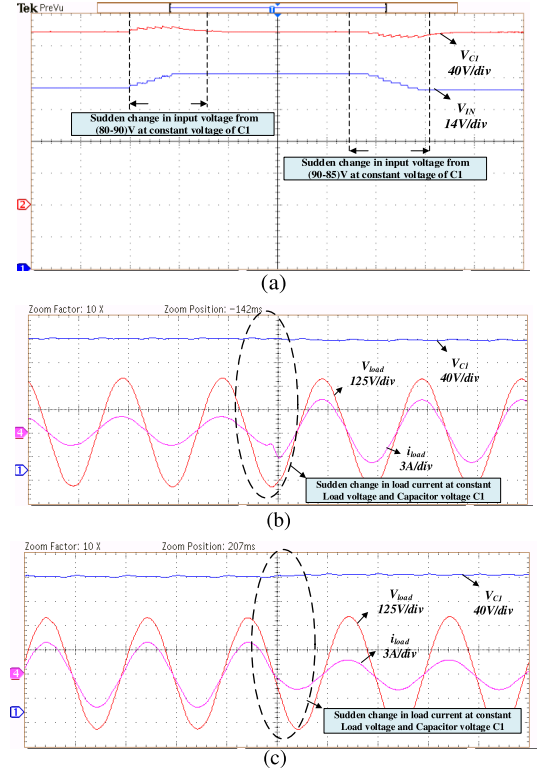 Tek PreVu
V_C1
40V/div
V_IN
14V/div
Sudden change in input voltage from
(80-90)V at constant voltage of C1
Sudden change in input voltage from
(90-85)V at constant voltage of C1
2
1
(a)
Zoom Factor: 10 X Zoom Position: -142ms
V_load
125V/div
V_C1
40V/div
4
i_load
3A/div
1
Sudden change in load current at constant
Load voltage and Capacitor voltage C1
(b)
Zoom Factor: 10 X Zoom Position: 207ms
V_load
125V/div
V_C1
40V/div
i_load
3A/div
4
1
Sudden change in load current at constant
Load voltage and Capacitor voltage C1
(c)